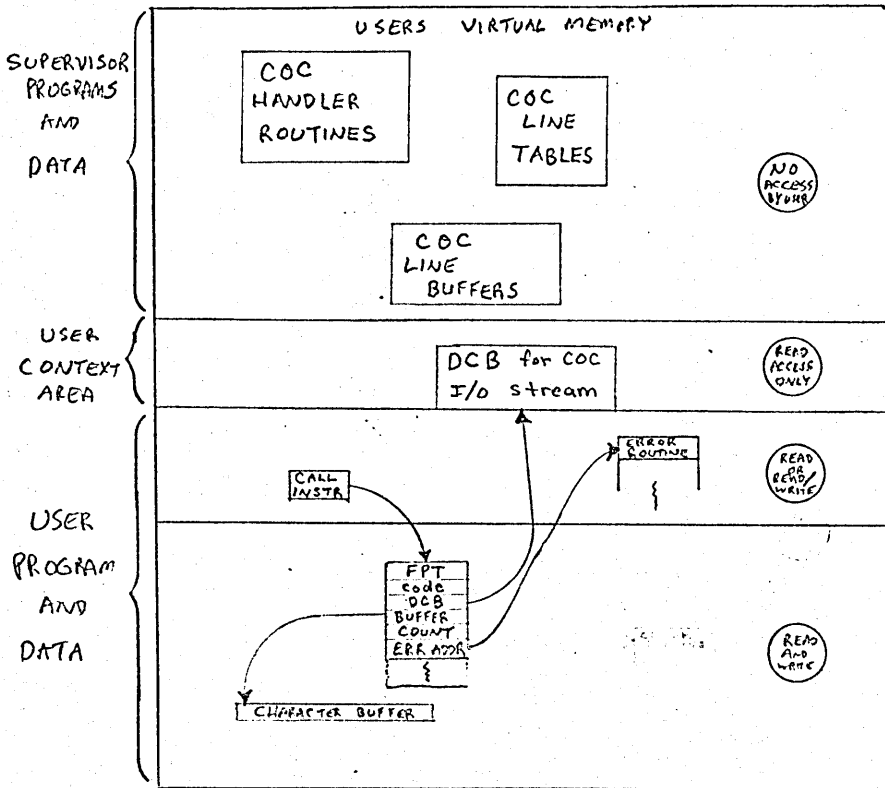 USERS VIRTUAL MEMORY
SUPERVISOR
PROGRAMS
AND
DATA
COC
HANDLER
ROUTINES
COC
LINE
TABLES
NO
ACCESS
BY USR
COC
LINE
BUFFERS
USER
CONTEXT
AREA
DCB for COC
I/O stream
READ
ACCESS
ONLY
USER
PROGRAM
AND
DATA
CALL
INSTR
ERROR
ROUTINE
READ
OR
READ/
WRITE
FPT
code
DCB
BUFFER
COUNT
ERR ADDR
CHARACTER BUFFER
READ
AND
WRITE